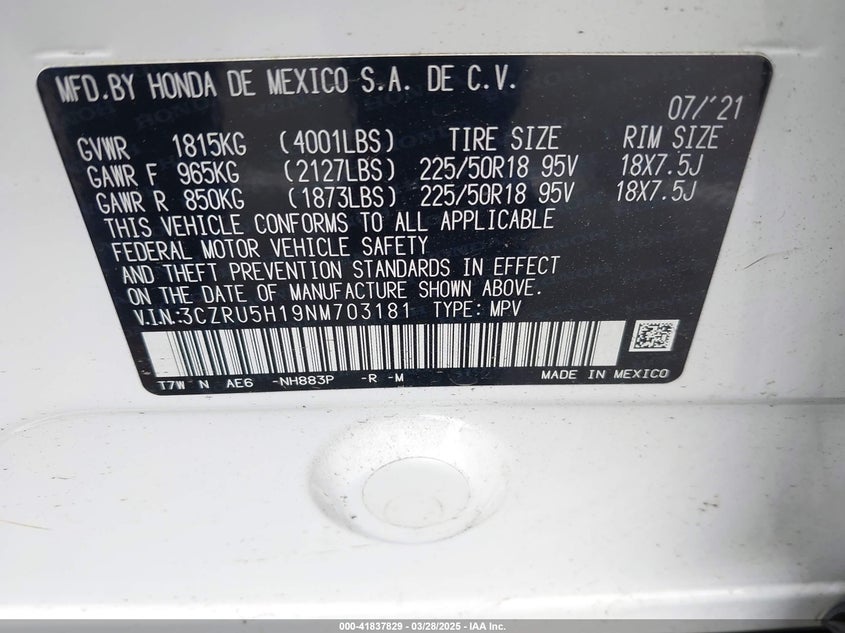 MFD.BY HONDA DE MEXICO S.A. DE C.V.
07/'21
GVWR 1815KG (4001LBS) TIRE SIZE RIM SIZE
GAWR F 965KG (2127LBS) 225/50R18 95V 18X7.5J
GAWR R 850KG (1873LBS) 225/50R18 95V 18X7.5J
THIS VEHICLE CONFORMS TO ALL APPLICABLE
FEDERAL MOTOR VEHICLE SAFETY
AND THEFT PREVENTION STANDARDS IN EFFECT
ON THE DATE OF MANUFACTURE SHOWN ABOVE.
V.I.N.:3CZRU5H19NM703181 TYPE: MPV
T7W N AE6 -NH883P -R -M MADE IN MEXICO
000-41837829 - 03/28/2025 - IAA Inc.